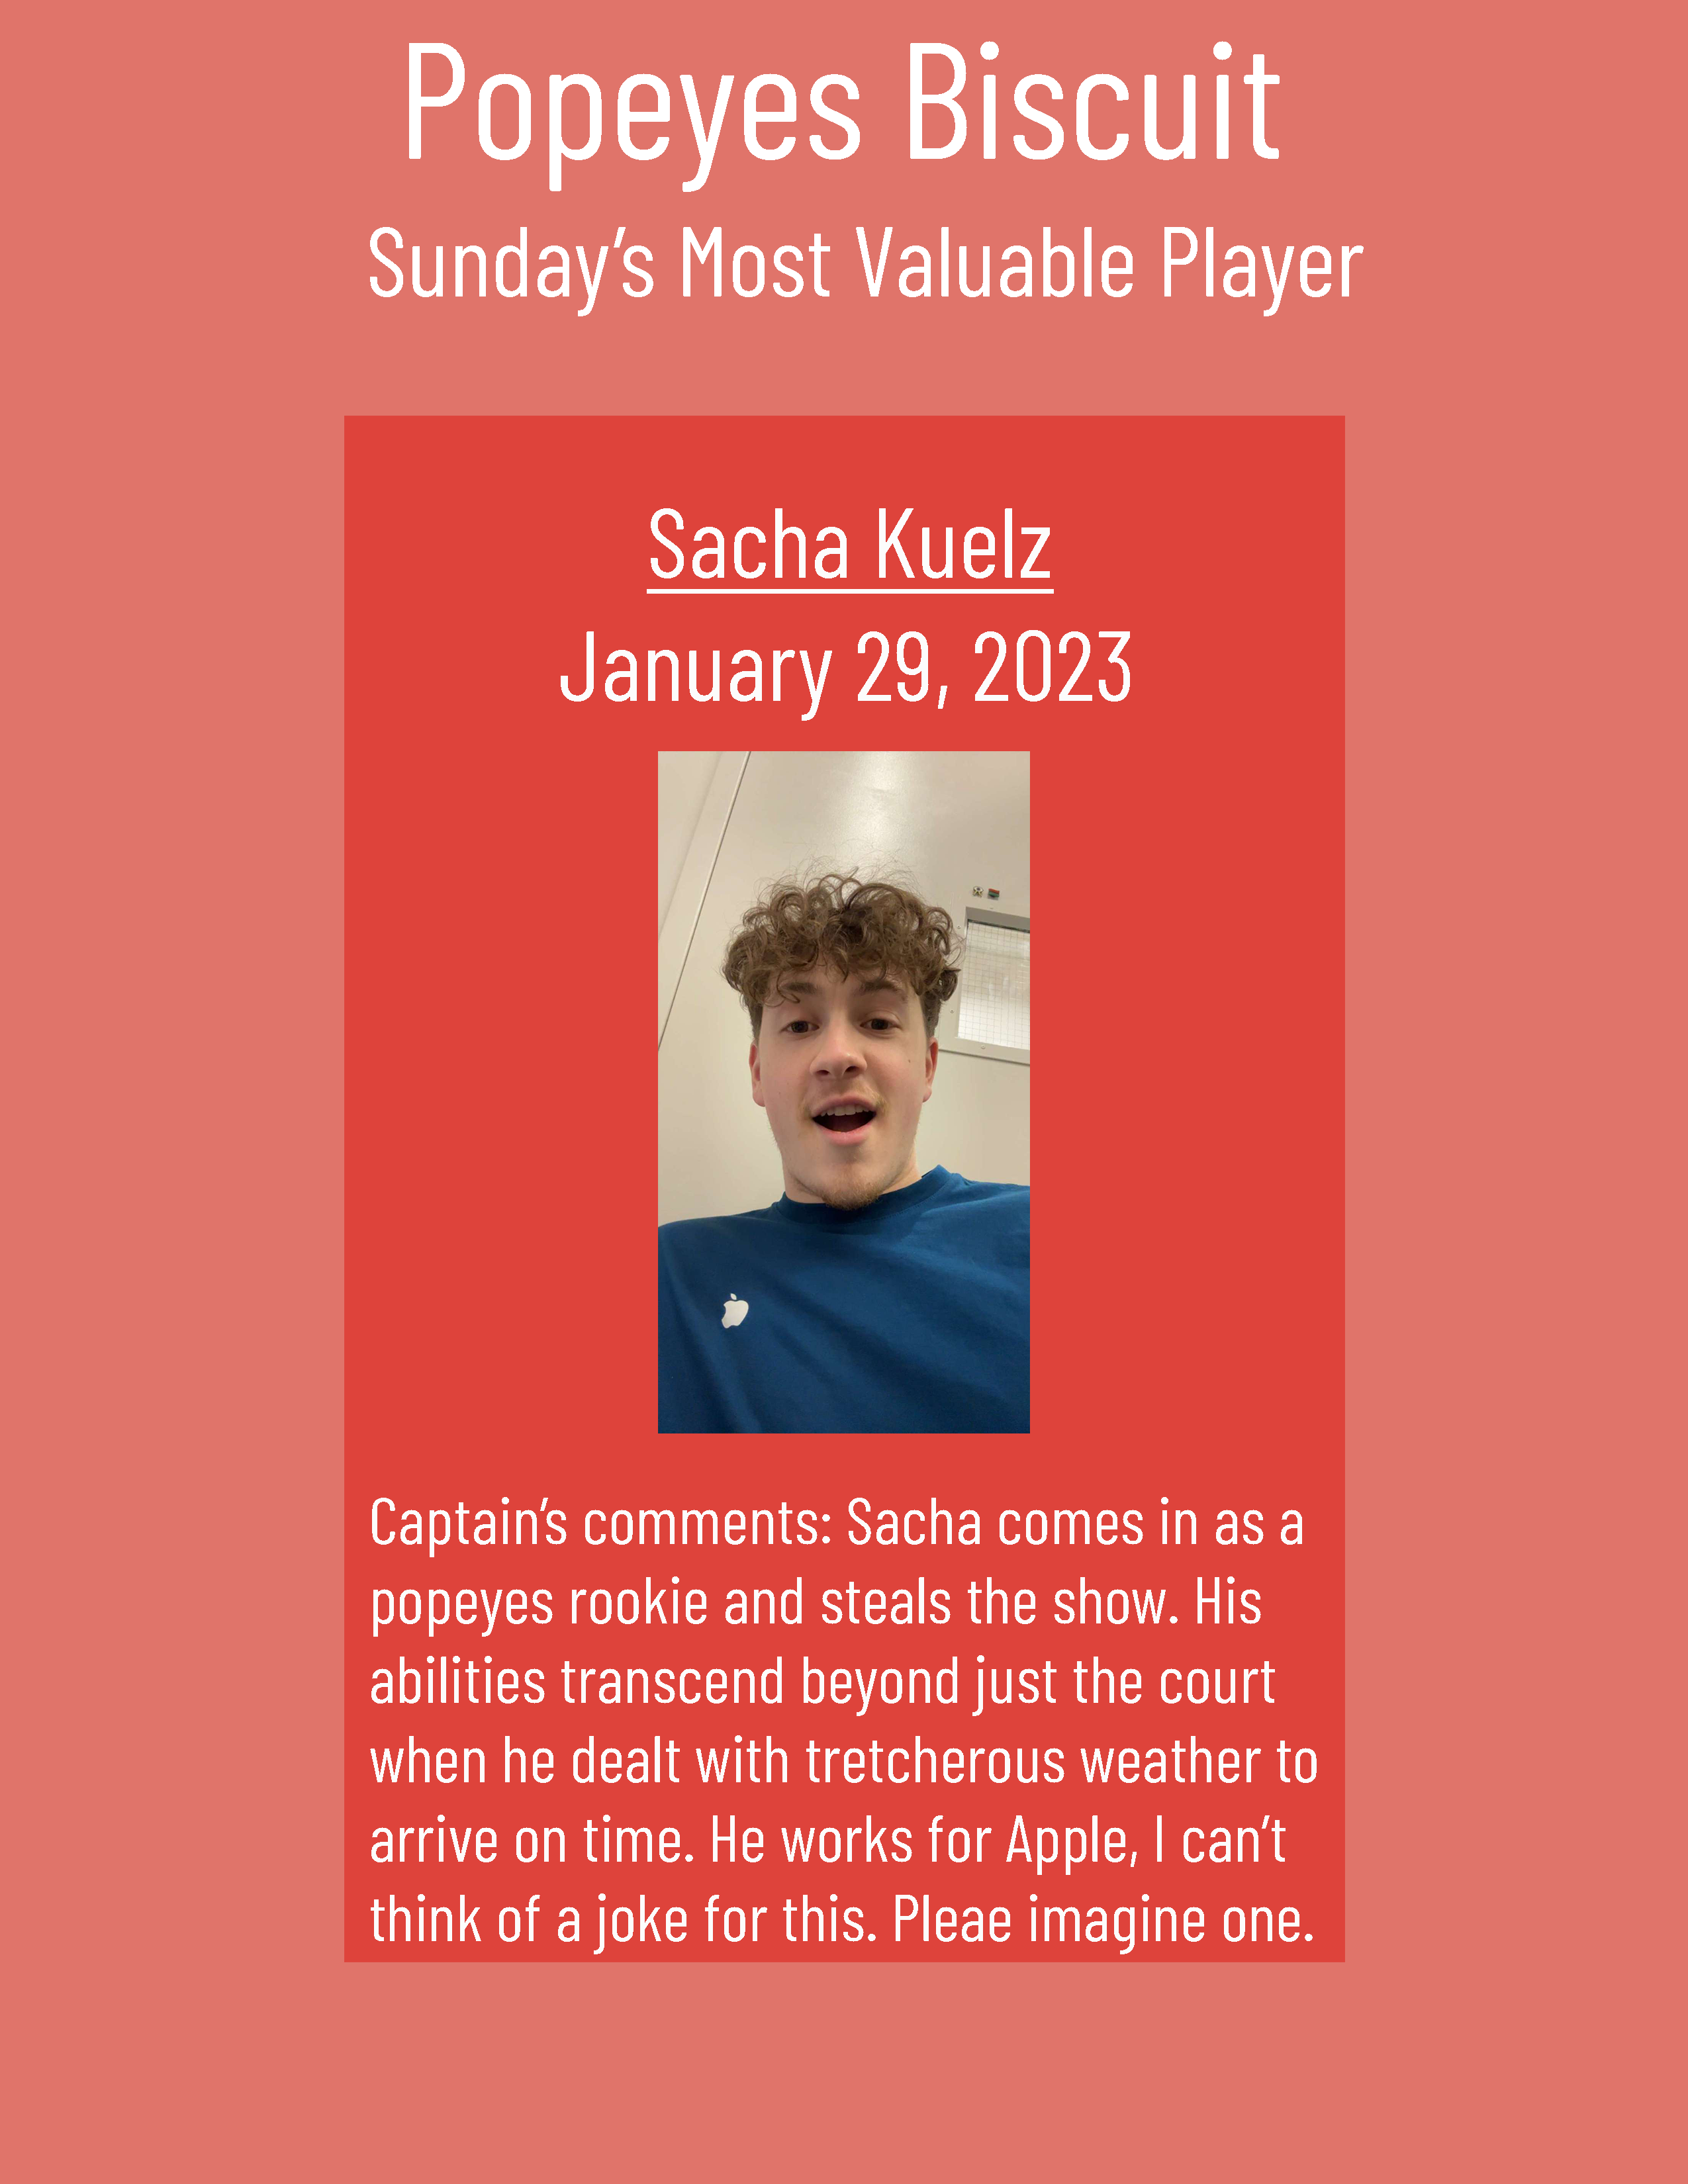 Popeyes Biscuit
Sunday’s Most Valuable Player
Sacha Kuelz
January 29, 2023
Captain’s comments: Sacha comes in as a
popeyes rookie and steals the show. His
abilities transcend beyond just the court
when he dealt with tretcherous weather to
arrive on time. He works for Apple, I can’t
think of a joke for this. Pleae imagine one.